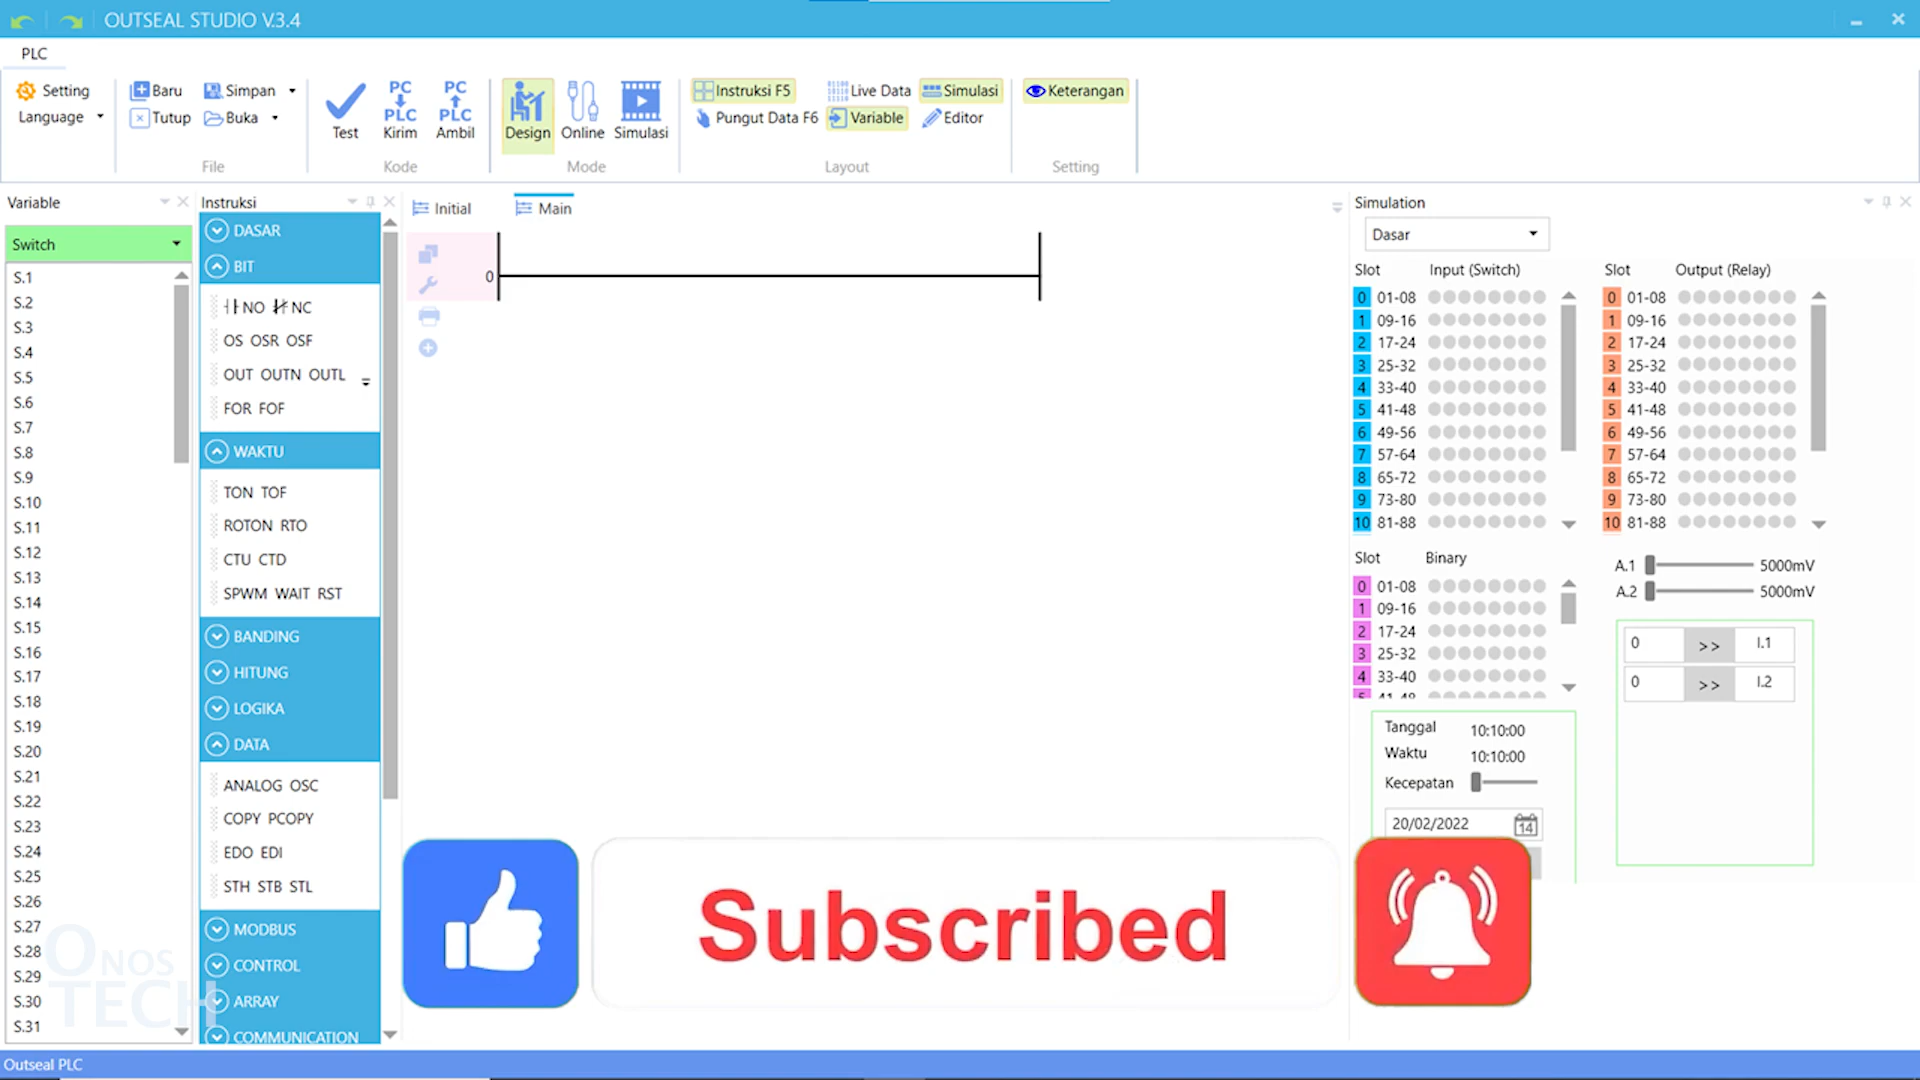 OUTSEAL STUDIO V.3.4
PLC
Setting
Language
Baru
Simpan
Tutup
Buka
File
Test
PC
PLC
Kirim
PC
PLC
Ambil
Kode
Design
Online
Simulasi
Mode
Instruksi F5
Live Data
Simulasi
Pungut Data F6
Variable
Editor
Layout
Keterangan
Setting
Variable
Switch
S.1
S.2
S.3
S.4
S.5
S.6
S.7
S.8
S.9
S.10
S.11
S.12
S.13
S.14
S.15
S.16
S.17
S.18
S.19
S.20
S.21
S.22
S.23
S.24
S.25
S.26
S.27
S.28
S.29
S.30
S.31
Instruksi
DASAR
BIT
NO NC
OS OSR OSF
OUT OUTN OUTL
FOR FOF
WAKTU
TON TOF
ROTON RTO
CTU CTD
SPWM WAIT RST
BANDING
HITUNG
LOGIKA
DATA
ANALOG OSC
COPY PCOPY
EDO EDI
STH STB STL
MODBUS
CONTROL
ARRAY
COMMUNICATION
Initial
Main
0
Simulation
Dasar
Slot Input (Switch)
0 01-08
1 09-16
2 17-24
3 25-32
4 33-40
5 41-48
6 49-56
7 57-64
8 65-72
9 73-80
10 81-88
Slot Output (Relay)
0 01-08
1 09-16
2 17-24
3 25-32
4 33-40
5 41-48
6 49-56
7 57-64
8 65-72
9 73-80
10 81-88
Slot Binary
0 01-08
1 09-16
2 17-24
3 25-32
4 33-40
5 41-48
A.1 5000mV
A.2 5000mV
0 >> I.1
0 >> I.2
Tanggal 10:10:00
Waktu 10:10:00
Kecepatan
20/02/2022
14
Subscribed
ONOS
TECH
Outseal PLC